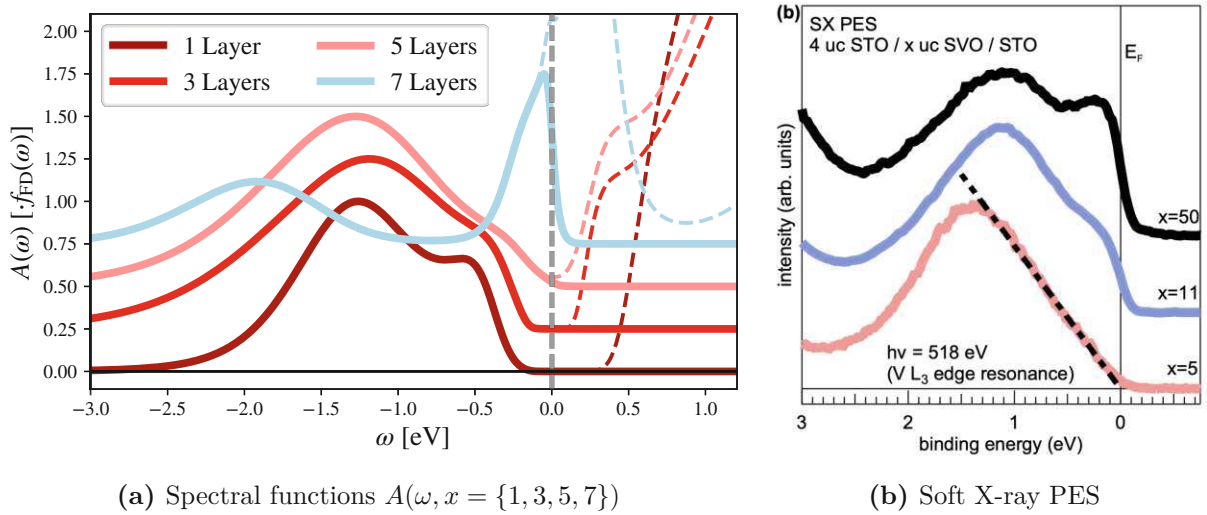 2.00
1.75
1.50
1.25
1.00
0.75
0.50
0.25
0.00
A(ω) [·f_FD(ω)]
1 Layer
3 Layers
5 Layers
7 Layers
−3.0 −2.5 −2.0 −1.5 −1.0 −0.5 0.0 0.5 1.0
ω [eV]
(a) Spectral functions A(ω, x = {1, 3, 5, 7})
(b)
SX PES
4 uc STO / x uc SVO / STO
E_F
intensity (arb. units)
x=50
x=11
hν = 518 eV
(V L₃ edge resonance)
x=5
3 2 1 0
binding energy (eV)
(b) Soft X-ray PES